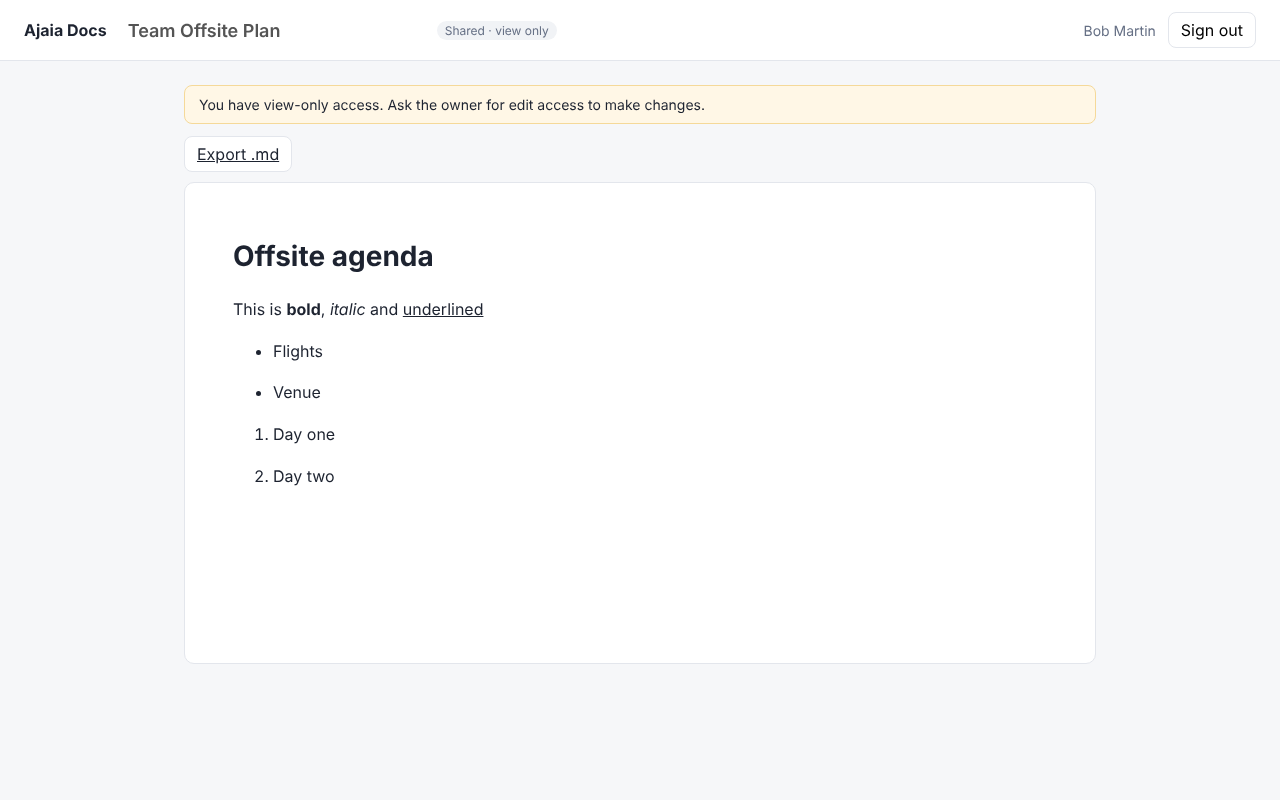 Ajaia Docs Team Offsite Plan Shared · view only Bob Martin Sign out
You have view-only access. Ask the owner for edit access to make changes.
Export .md
Offsite agenda
This is bold, italic and underlined
• Flights
• Venue
1. Day one
2. Day two